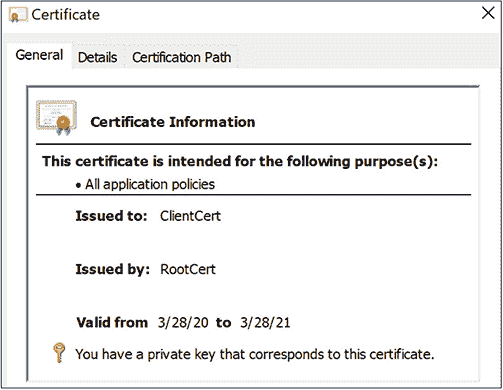 Certificate
General Details Certification Path
Certificate Information
This certificate is intended for the following purpose(s):
• All application policies
Issued to: ClientCert
Issued by: RootCert
Valid from 3/28/20 to 3/28/21
You have a private key that corresponds to this certificate.